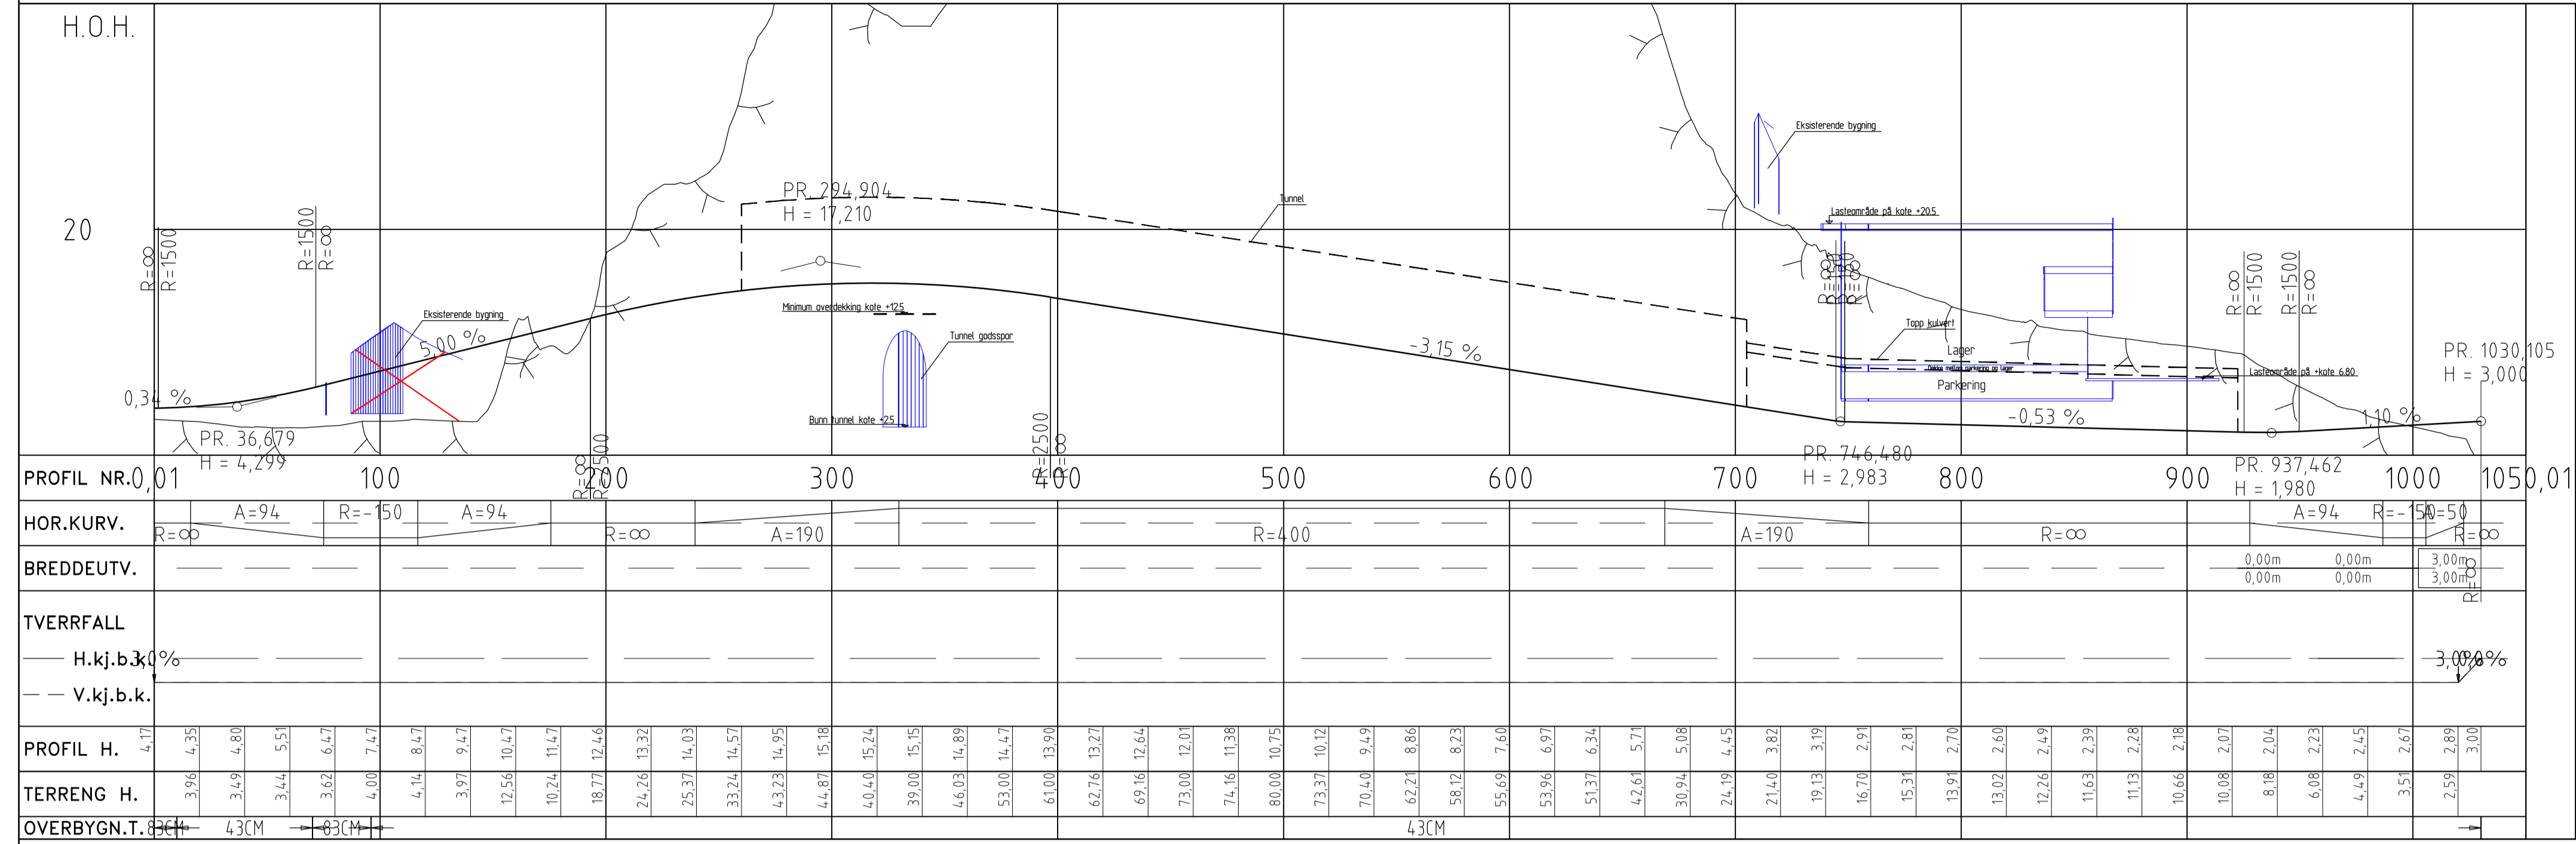 H.O.H.
20
R=∞
R=1500
R=1500
R=∞
0,34 %
PR. 36,679
H = 4,299
Eksisterende bygning
5,00 %
R=∞
R=2500
PR. 294,904
H = 17,210
Minimum overdekking kote +12.5
Tunnel godsspor
Bunn tunnel kote +2.5
R=2500
R=∞
Tunnel
-3,15 %
Eksisterende bygning
Lasteområde på kote +20.5
R=∞
R=∞
Topp kulvert
Lager
Dekke mellom parkering og lager
Parkering
PR. 746,480
H = 2,983
-0,53 %
R=∞
R=1500
R=1500
R=∞
Lasteområde på +kote 6.80
PR. 937,462
H = 1,980
1,10 %
PR. 1030,105
H = 3,000
PROFIL NR. 0,01 100 200 300 400 500 600 700 800 900 1000 1050,01
HOR.KURV. R=∞ A=94 R=-150 A=94 R=∞ A=190 R=400 A=190 R=∞ A=94 R=-150 A=50 R=∞
BREDDEUTV.
0,00m 0,00m 3,00m
0,00m 0,00m 3,00m
R=∞
TVERRFALL
H.kj.b.k. 3,0% 3,0%
V.kj.b.k.
PROFIL H. 4,17 4,35 4,80 5,51 6,47 7,47 8,47 9,47 10,47 11,47 12,46 13,32 14,03 14,57 14,95 15,18 15,24 15,15 14,89 14,47 13,90 13,27 12,64 12,01 11,38 10,75 10,12 9,49 8,86 8,23 7,60 6,97 6,34 5,71 5,08 4,45 3,82 3,19 2,91 2,81 2,70 2,60 2,49 2,39 2,28 2,18 2,07 2,04 2,23 2,45 2,67 2,89 3,00
TERRENG H. 3,96 3,49 3,44 3,62 4,00 4,14 3,97 12,56 10,24 18,77 24,26 25,37 33,24 43,23 44,87 40,40 39,00 46,03 53,00 61,00 62,76 69,16 73,00 74,16 80,00 73,37 70,40 62,21 58,12 55,69 53,96 51,37 42,61 30,94 24,19 21,40 19,13 16,70 15,31 13,91 13,02 12,26 11,63 11,13 10,66 10,08 8,18 6,08 4,49 3,51 2,59
OVERBYGN.T. 83CM 43CM 83CM 43CM